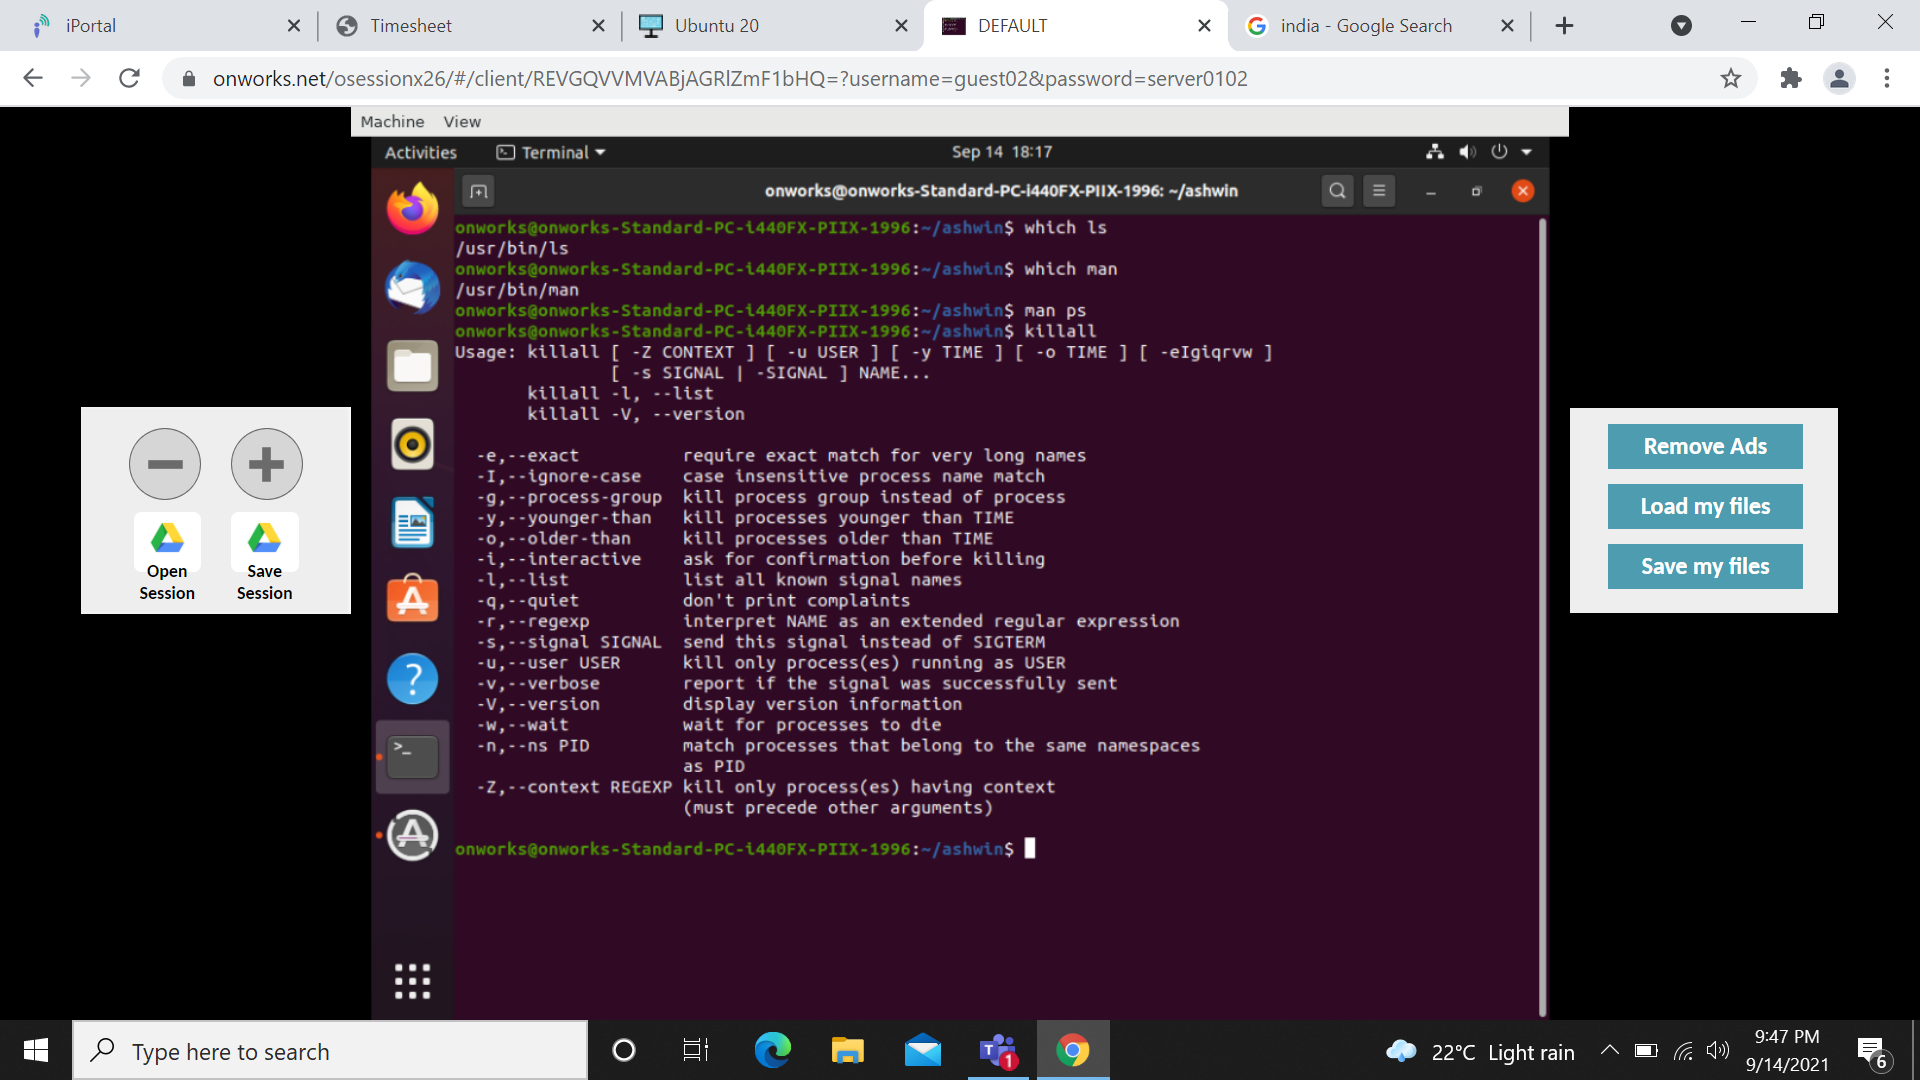 iPortal
Timesheet
Ubuntu 20
DEFAULT
india - Google Search
onworks.net/osessionx26/#/client/REVGQVVMVABjAGRlZmF1bHQ=?username=guest02&password=server0102
Machine View
Activities Terminal Sep 14 18:17
onworks@onworks-Standard-PC-i440FX-PIIX-1996: ~/ashwin
onworks@onworks-Standard-PC-i440FX-PIIX-1996:~/ashwin$ which ls
/usr/bin/ls
onworks@onworks-Standard-PC-i440FX-PIIX-1996:~/ashwin$ which man
/usr/bin/man
onworks@onworks-Standard-PC-i440FX-PIIX-1996:~/ashwin$ man ps
onworks@onworks-Standard-PC-i440FX-PIIX-1996:~/ashwin$ killall
Usage: killall [ -Z CONTEXT ] [ -u USER ] [ -y TIME ] [ -o TIME ] [ -eIgiqrvw ]
[ -s SIGNAL | -SIGNAL ] NAME...
killall -l, --list
killall -V, --version
-e,--exact require exact match for very long names
-I,--ignore-case case insensitive process name match
-g,--process-group kill process group instead of process
-y,--younger-than kill processes younger than TIME
-o,--older-than kill processes older than TIME
-i,--interactive ask for confirmation before killing
-l,--list list all known signal names
-q,--quiet don't print complaints
-r,--regexp interpret NAME as an extended regular expression
-s,--signal SIGNAL send this signal instead of SIGTERM
-u,--user USER kill only process(es) running as USER
-v,--verbose report if the signal was successfully sent
-V,--version display version information
-w,--wait wait for processes to die
-n,--ns PID match processes that belong to the same namespaces
as PID
-Z,--context REGEXP kill only process(es) having context
(must precede other arguments)
onworks@onworks-Standard-PC-i440FX-PIIX-1996:~/ashwin$
Open
Session
Save
Session
Remove Ads
Load my files
Save my files
Type here to search
T
1
22°C Light rain
9:47 PM
9/14/2021
6